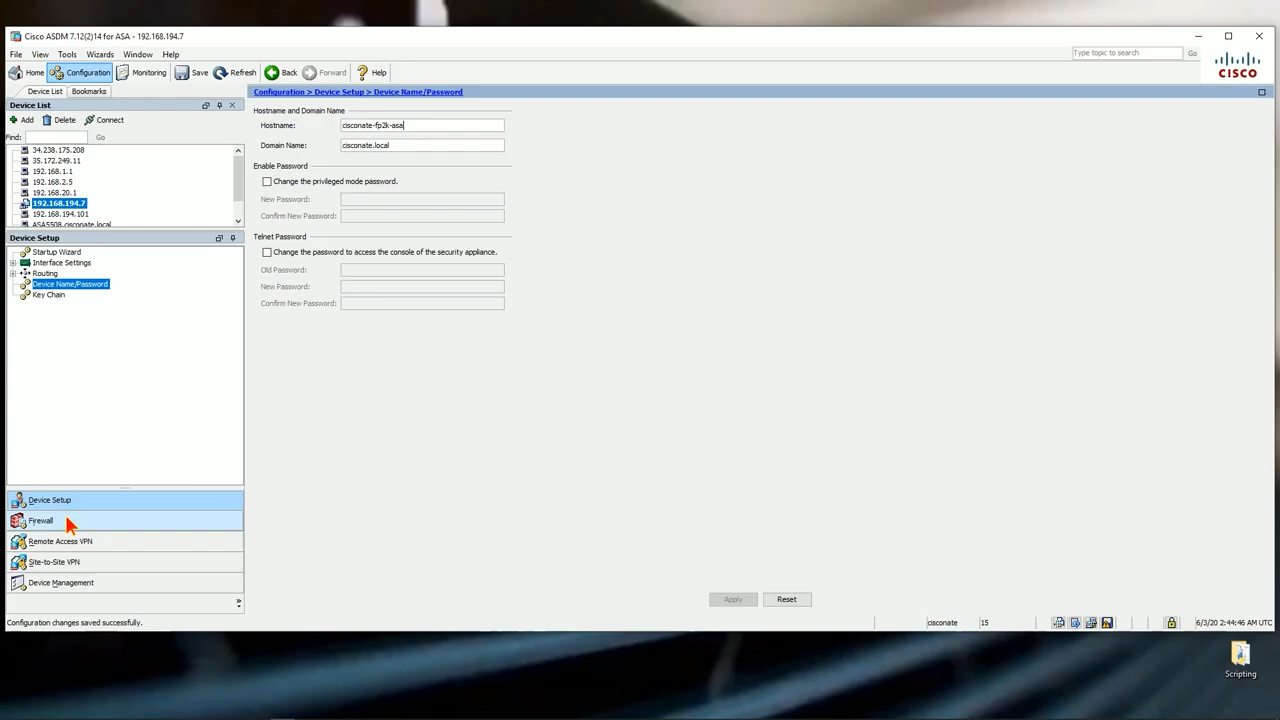 Cisco ASDM 7.12(2)14 for ASA - 192.168.194.7
File View Tools Wizards Window Help
Type topic to search Go
Home Configuration Monitoring Save Refresh Back Forward Help
CISCO
Device List Bookmarks
Configuration > Device Setup > Device Name/Password
Device List
Add Delete Connect
Find: Go
34.238.175.208
35.172.249.11
192.168.1.1
192.168.2.5
192.168.20.1
192.168.194.7
192.168.194.101
ASA5508.cisconate.local
Device Setup
Startup Wizard
Interface Settings
Routing
Device Name/Password
Key Chain
Device Setup
Firewall
Remote Access VPN
Site-to-Site VPN
Device Management
Hostname and Domain Name
Hostname: cisconate-fp2k-asa
Domain Name: cisconate.local
Enable Password
Change the privileged mode password.
New Password:
Confirm New Password:
Telnet Password
Change the password to access the console of the security appliance.
Old Password:
New Password:
Confirm New Password:
Apply Reset
Configuration changes saved successfully.
cisconate 15 6/3/20 2:44:46 AM UTC
Scripting